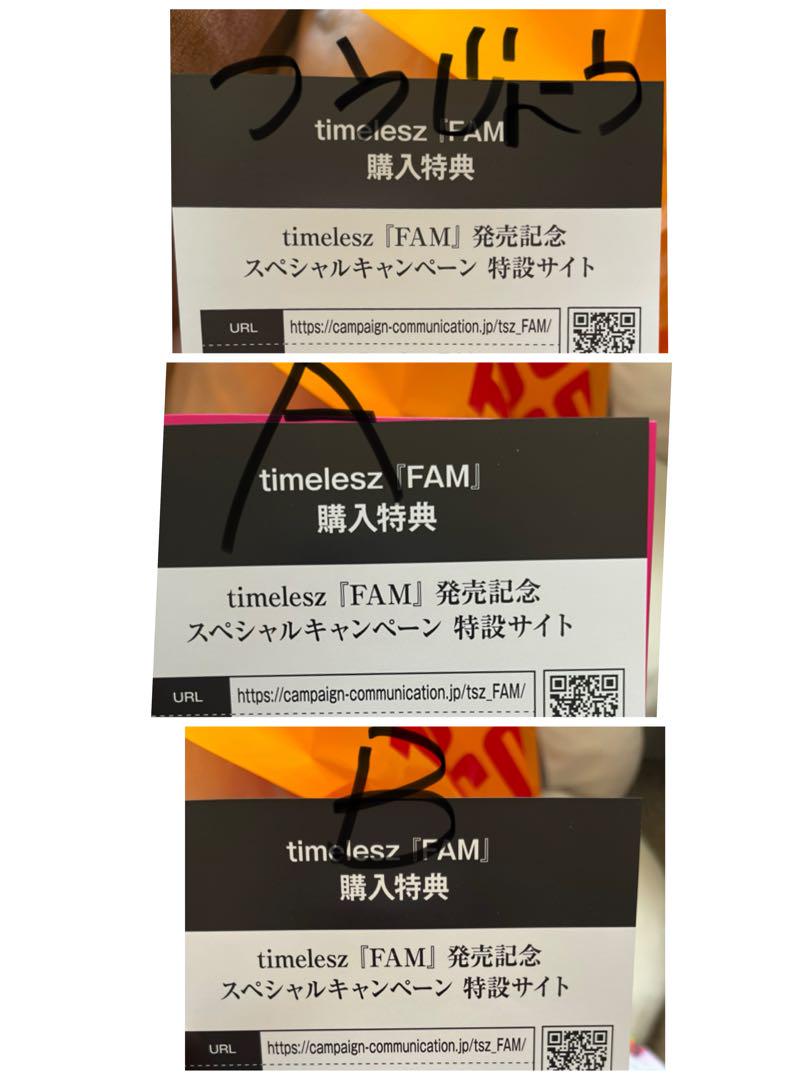 つうじょう
timelesz『FAM
購入特典
timelesz『FAM』発売記念
スペシャルキャンペーン 特設サイト
URL https://campaign-communication.jp/tsz_FAM/
A
timelesz『FAM』
購入特典
timelesz『FAM』発売記念
スペシャルキャンペーン 特設サイト
URL https://campaign-communication.jp/tsz_FAM/
B
timelesz『FAM』
購入特典
timelesz『FAM』発売記念
スペシャルキャンペーン 特設サイト
URL https://campaign-communication.jp/tsz_FAM/